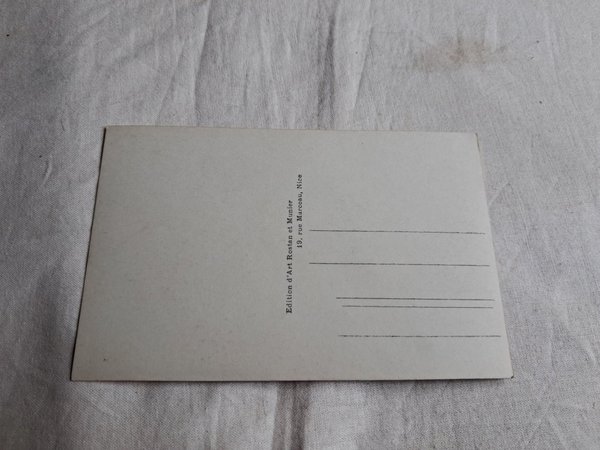 Edition d'Art Rostan et Munier
19, rue Marceau, Nice